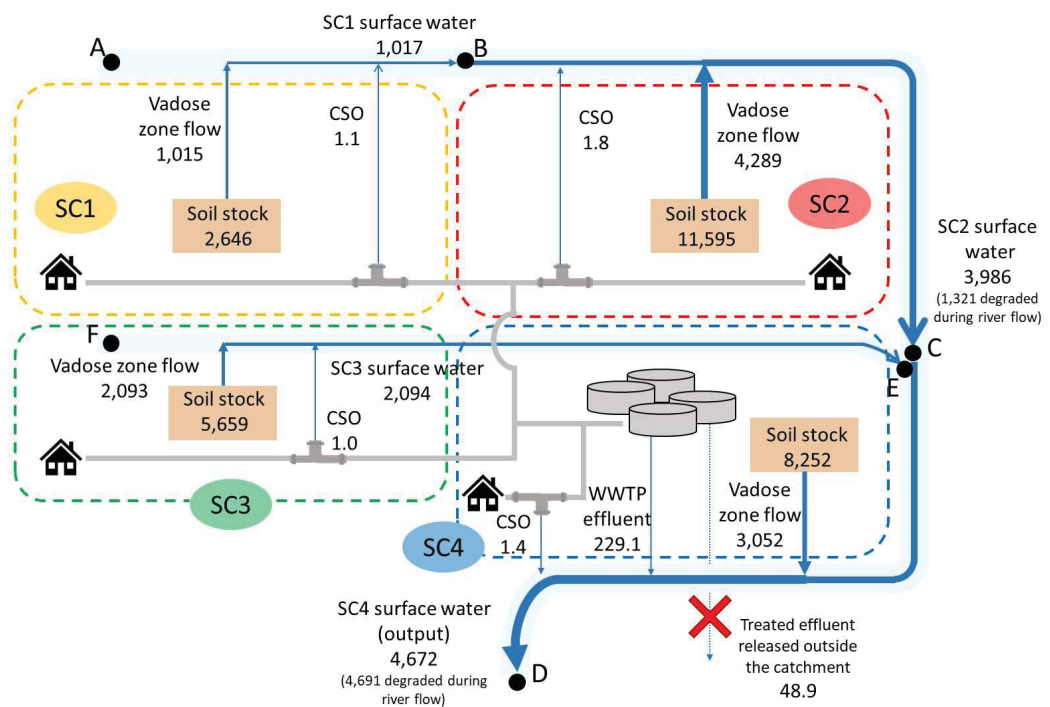 SC1 surface water
1,017
A
B
Vadose
zone flow
1,015
CSO
1.1
CSO
1.8
Vadose
zone flow
4,289
SC1
Soil stock
2,646
Soil stock
11,595
SC2
SC2 surface
water
3,986
(1,321 degraded
during river flow)
F
Vadose zone flow
2,093
SC3 surface water
2,094
C
E
Soil stock
5,659
CSO
1.0
Soil stock
8,252
SC3
SC4
CSO
1.4
WWTP
effluent
229.1
Vadose
zone flow
3,052
SC4 surface water
(output)
4,672
(4,691 degraded during
river flow)
D
Treated effluent
released outside
the catchment
48.9